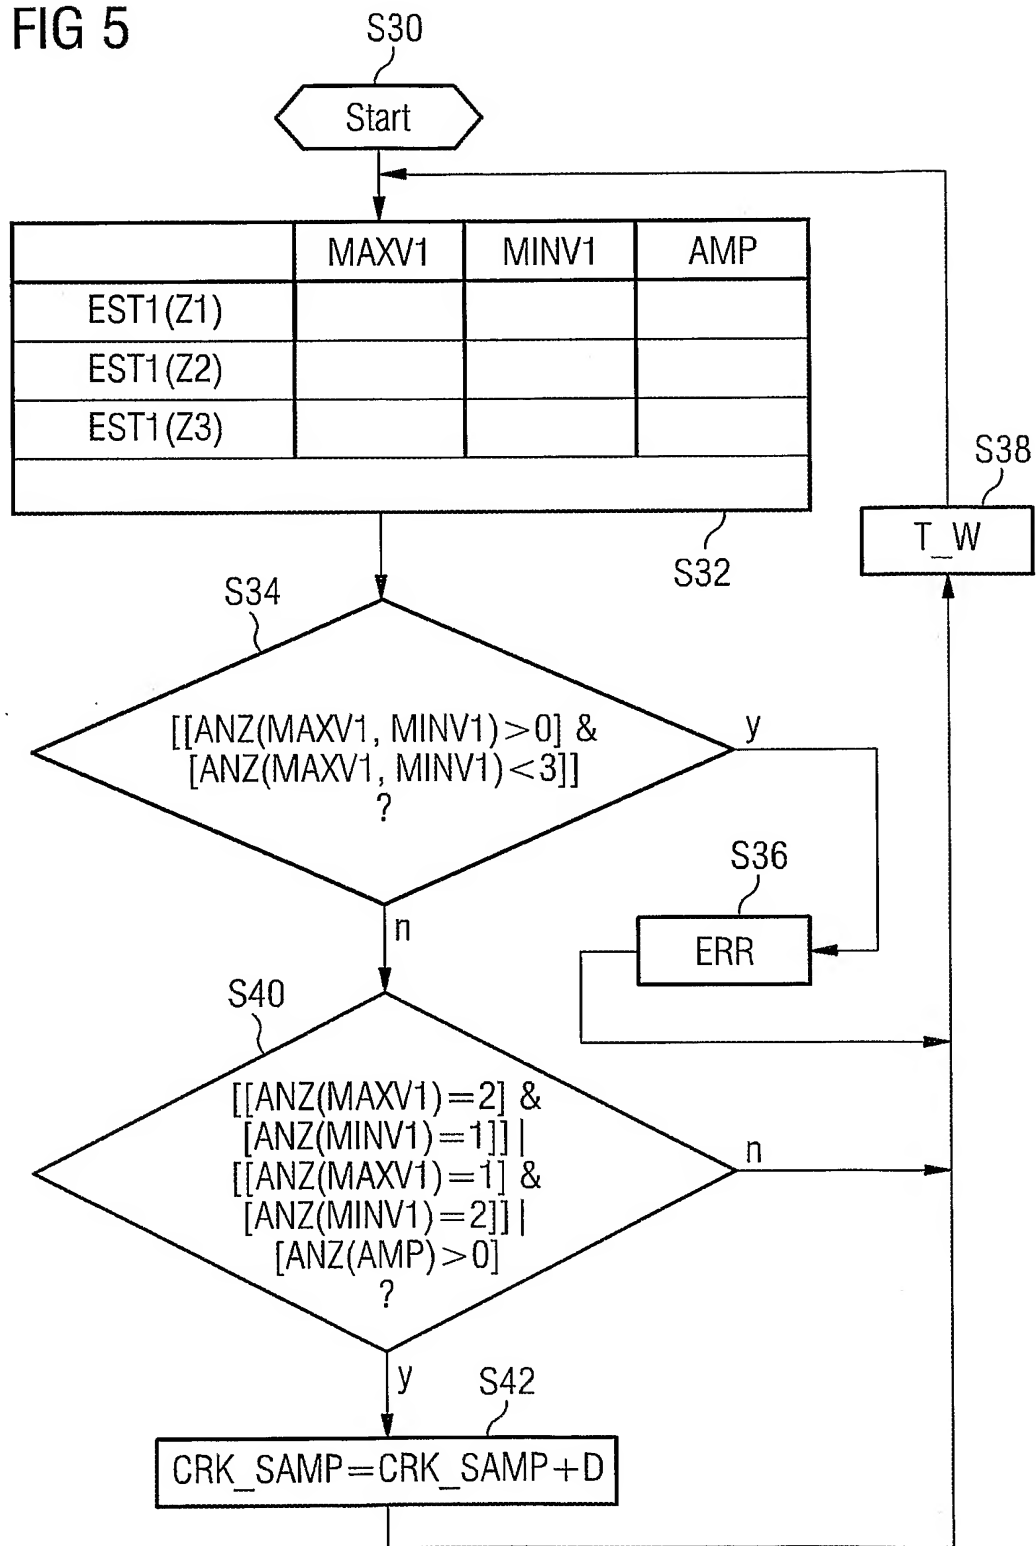 FIG 5
S30
Start
MAXV1 MINV1 AMP
EST1(Z1)
EST1(Z2)
EST1(Z3)
S38
T_W
S32
S34
[[ANZ(MAXV1, MINV1)>0] &
[ANZ(MAXV1, MINV1)<3]]
?
y
n
S36
ERR
S40
[[ANZ(MAXV1)=2] &
[ANZ(MINV1)=1]] |
[[ANZ(MAXV1)=1] &
[ANZ(MINV1)=2]] |
[ANZ(AMP)>0]
?
n
y
S42
CRK_SAMP=CRK_SAMP+D